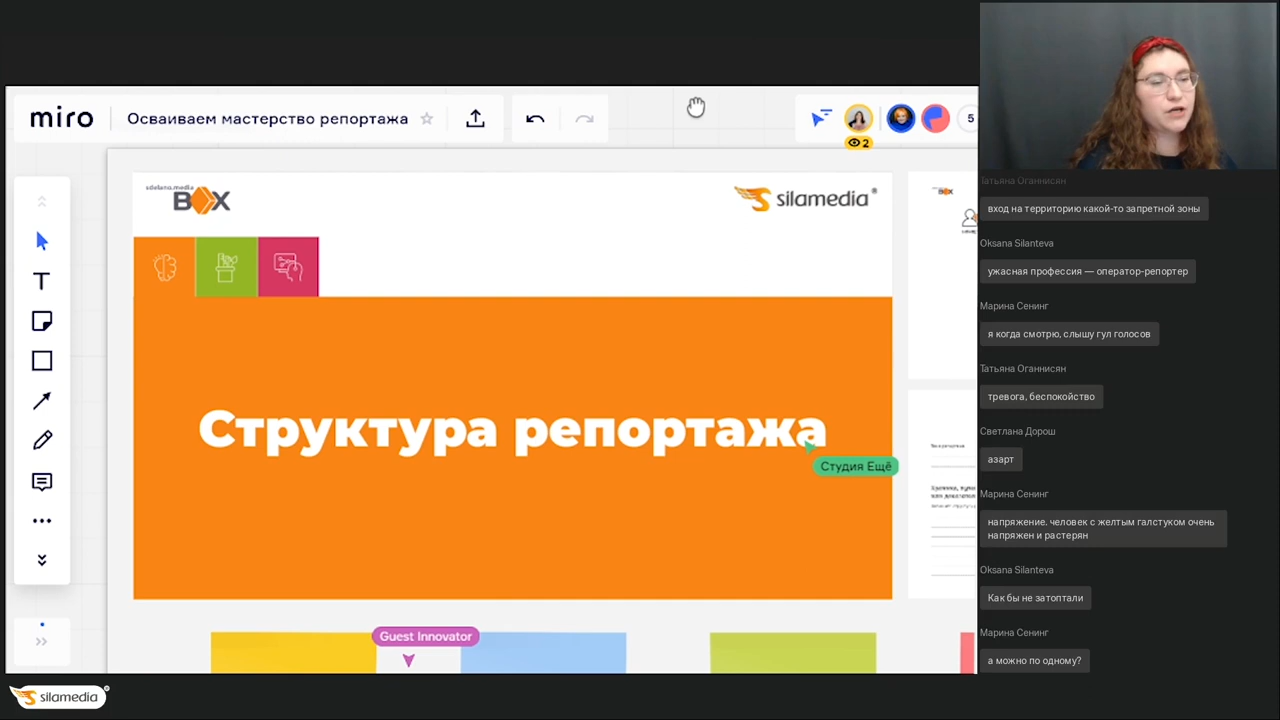 miro
Осваиваем мастерство репортажа
2
5
sdelano.media
BOX
silamedia®
Структура репортажа
Студия Ещё
Guest Innovator
silamedia®
Татьяна Оганнисян
вход на территорию какой-то запретной зоны
Oksana Silanteva
ужасная профессия — оператор-репортер
Марина Сенинг
я когда смотрю, слышу гул голосов
Татьяна Оганнисян
тревога, беспокойство
Светлана Дорош
азарт
Марина Сенинг
напряжение. человек с желтым галстуком очень
напряжен и растерян
Oksana Silanteva
Как бы не затоптали
Марина Сенинг
а можно по одному?